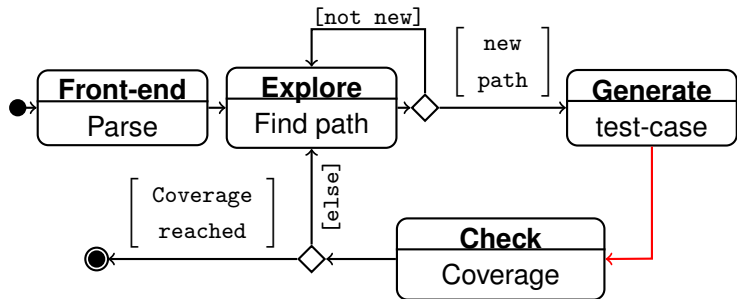 [not new]
[ new
path ]
Front-end
Parse
Explore
Find path
Generate
test-case
[ Coverage
reached ]
[else]
Check
Coverage